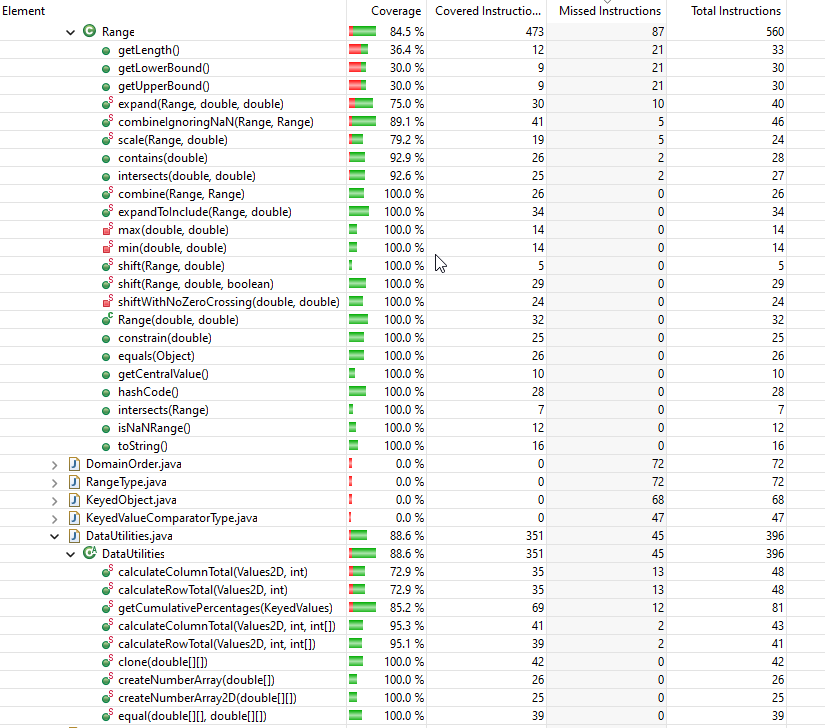 Element Coverage Covered Instructio... Missed Instructions Total Instructions
Range 84.5 % 473 87 560
getLength() 36.4 % 12 21 33
getLowerBound() 30.0 % 9 21 30
getUpperBound() 30.0 % 9 21 30
expand(Range, double, double) 75.0 % 30 10 40
combineIgnoringNaN(Range, Range) 89.1 % 41 5 46
scale(Range, double) 79.2 % 19 5 24
contains(double) 92.9 % 26 2 28
intersects(double, double) 92.6 % 25 2 27
combine(Range, Range) 100.0 % 26 0 26
expandToInclude(Range, double) 100.0 % 34 0 34
max(double, double) 100.0 % 14 0 14
min(double, double) 100.0 % 14 0 14
shift(Range, double) 100.0 % 5 0 5
shift(Range, double, boolean) 100.0 % 29 0 29
shiftWithNoZeroCrossing(double, double) 100.0 % 24 0 24
Range(double, double) 100.0 % 32 0 32
constrain(double) 100.0 % 25 0 25
equals(Object) 100.0 % 26 0 26
getCentralValue() 100.0 % 10 0 10
hashCode() 100.0 % 28 0 28
intersects(Range) 100.0 % 7 0 7
isNaNRange() 100.0 % 12 0 12
toString() 100.0 % 16 0 16
DomainOrder.java 0.0 % 0 72 72
RangeType.java 0.0 % 0 72 72
KeyedObject.java 0.0 % 0 68 68
KeyedValueComparatorType.java 0.0 % 0 47 47
DataUtilities.java 88.6 % 351 45 396
DataUtilities 88.6 % 351 45 396
calculateColumnTotal(Values2D, int) 72.9 % 35 13 48
calculateRowTotal(Values2D, int) 72.9 % 35 13 48
getCumulativePercentages(KeyedValues) 85.2 % 69 12 81
calculateColumnTotal(Values2D, int, int[]) 95.3 % 41 2 43
calculateRowTotal(Values2D, int, int[]) 95.1 % 39 2 41
clone(double[][]) 100.0 % 42 0 42
createNumberArray(double[]) 100.0 % 26 0 26
createNumberArray2D(double[][]) 100.0 % 25 0 25
equal(double[][], double[][]) 100.0 % 39 0 39